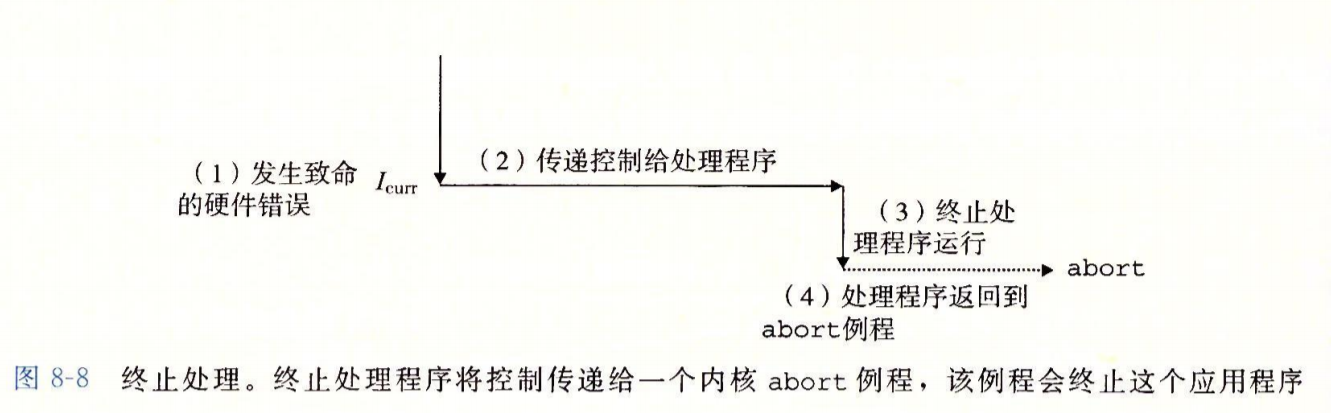 (1)发生致命
的硬件错误
Icurr
(2)传递控制给处理程序
(3)终止处
理程序运行
abort
(4)处理程序返回到
abort例程
图 8-8 终止处理。终止处理程序将控制传递给一个内核 abort 例程，该例程会终止这个应用程序